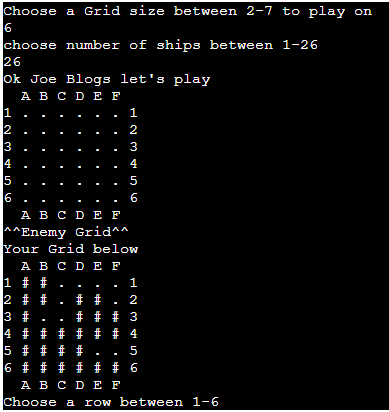 Choose a Grid size between 2-7 to play on
6
choose number of ships between 1-26
26
Ok Joe Blogs let's play
  A B C D E F
1 . . . . . . 1
2 . . . . . . 2
3 . . . . . . 3
4 . . . . . . 4
5 . . . . . . 5
6 . . . . . . 6
  A B C D E F
^^Enemy Grid^^
Your Grid below
  A B C D E F
1 # # . . . . 1
2 # # . # # . 2
3 # . . # # # 3
4 # # # # # # 4
5 # # # # . . 5
6 # # # # # # 6
  A B C D E F
Choose a row between 1-6